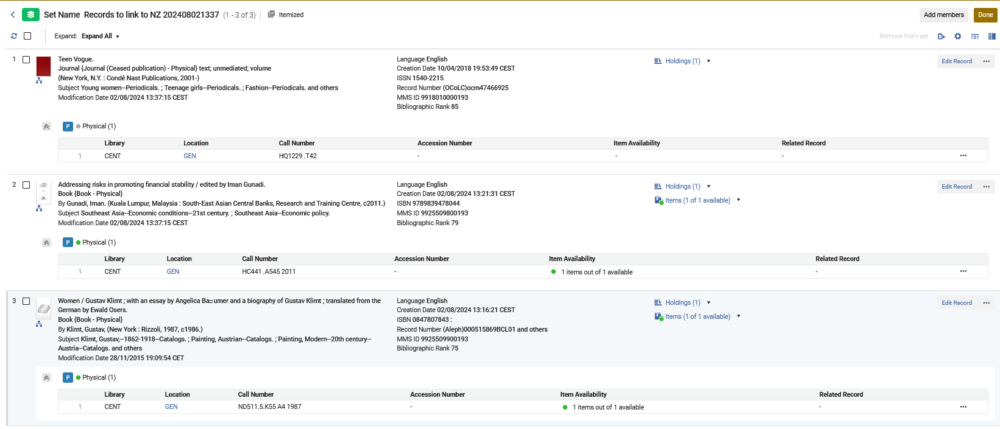 Set Name Records to link to NZ 202408021337 (1 - 3 of 3) Itemized Add members Done
Expand: Expand All Remove from set
1 Teen Vogue. Language English Holdings (1) Edit Record
Journal {Journal (Ceased publication) - Physical} text; unmediated; volume Creation Date 10/04/2018 19:53:49 CEST
(New York, N.Y. : Condé Nast Publications, 2001-) ISSN 1540-2215
Subject Young women--Periodicals. ; Teenage girls--Periodicals. ; Fashion--Periodicals. and others Record Number (OCoLC)ocm47466925
Modification Date 02/08/2024 13:37:15 CEST MMS ID 9918010000193
Bibliographic Rank 85
P Physical (1)
Library Location Call Number Accession Number Item Availability Related Record
1 CENT GEN HQ1229 .T42 - - -
2 Addressing risks in promoting financial stability / edited by Iman Gunadi. Language English Holdings (1) Edit Record
Book {Book - Physical} Creation Date 02/08/2024 13:21:31 CEST
By Gunadi, Iman. (Kuala Lumpur, Malaysia : South-East Asian Central Banks, Research and Training Centre, c2011.) ISBN 9789839478044 Items (1 of 1 available)
Subject Southeast Asia--Economic conditions--21st century. ; Southeast Asia--Economic policy. MMS ID 9925509800193
Modification Date 02/08/2024 13:37:15 CEST Bibliographic Rank 79
P Physical (1)
Library Location Call Number Accession Number Item Availability Related Record
1 CENT GEN HC441 .A545 2011 - 1 items out of 1 available -
3 Women / Gustav Klimt ; with an essay by Angelica Ba□umer and a biography of Gustav Klimt ; translated from the Language English Holdings (1) Edit Record
German by Ewald Osers. Creation Date 02/08/2024 13:16:21 CEST
Book {Book - Physical} ISBN 0847807843 : Items (1 of 1 available)
By Klimt, Gustav, (New York : Rizzoli, 1987, c1986.) Record Number (Aleph)000515869BCL01 and others
Subject Klimt, Gustav,--1862-1918--Catalogs. ; Painting, Austrian--Catalogs. ; Painting, Modern--20th century-- MMS ID 9925509900193
Austria--Catalogs. and others Bibliographic Rank 75
Modification Date 28/11/2015 19:09:54 CET
P Physical (1)
Library Location Call Number Accession Number Item Availability Related Record
1 CENT GEN ND511.5.K55 A4 1987 - 1 items out of 1 available -